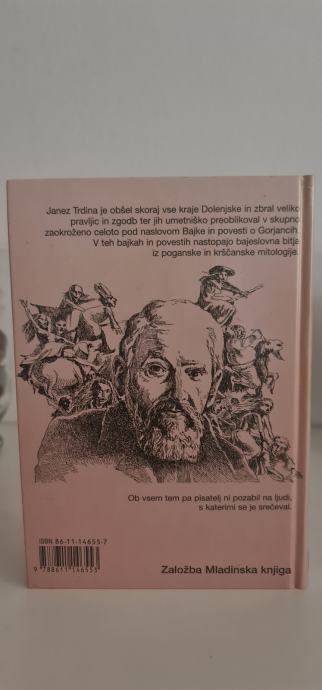 Janez Trdina je obšel skoraj vse kraje Dolenjske in zbral veliko
pravljic in zgodb ter jih umetniško preoblikoval v skupno
zaokroženo celoto pod naslovom Bajke in povesti o Gorjancih.
V teh bajkah in povestih nastopajo bajeslovna bitja
iz poganske in krščanske mitologije.
Ob vsem tem pa pisatelj ni pozabil na ljudi,
s katerimi se je srečeval.
ISBN 86-11-14655-7
9 788611 146553
Založba Mladinska knjiga